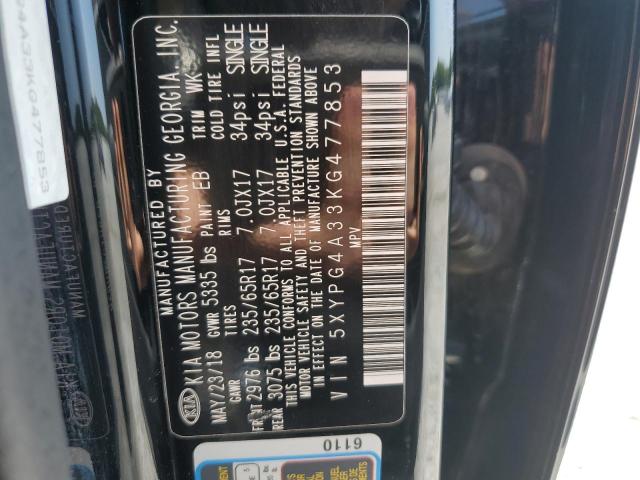 MANUFACTURED BY
KIA KIA MOTORS MANUFACTURING GEORGIA, INC.
MAY/23/18 GVWR 5335 lbs PAINT EB TRIM WK
GAWR TIRES RIMS COLD TIRE INFL
FRONT 2976 lbs 235/65R17 7.0JX17 34psi SINGLE
REAR 3075 lbs 235/65R17 7.0JX17 34psi SINGLE
THIS VEHICLE CONFORMS TO ALL APPLICABLE U.S.A. FEDERAL
MOTOR VEHICLE SAFETY AND THEFT PREVENTION STANDARDS
IN EFFECT ON THE DATE OF MANUFACTURE SHOWN ABOVE
VIN 5XYPG4A33KG477853
MPV
6110